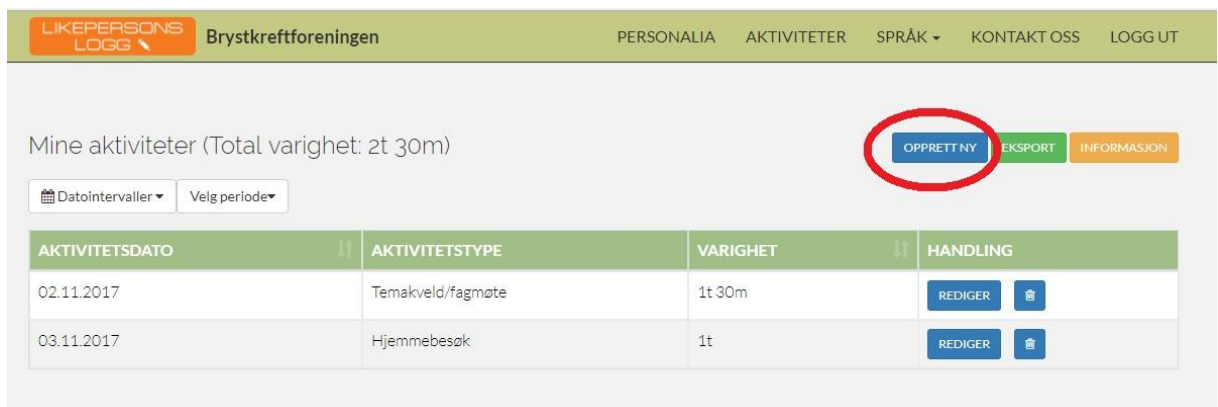 LIKEPERSONS
LOGG
Brystkreftforeningen
PERSONALIA AKTIVITETER SPRÅK KONTAKT OSS LOGG UT
Mine aktiviteter (Total varighet: 2t 30m)
OPPRETT NY EKSPORT INFORMASJON
Datointervaller Velg periode
AKTIVITETSDATO AKTIVITETSTYPE VARIGHET HANDLING
02.11.2017 Temakveld/fagmøte 1t 30m REDIGER
03.11.2017 Hjemmebesøk 1t REDIGER